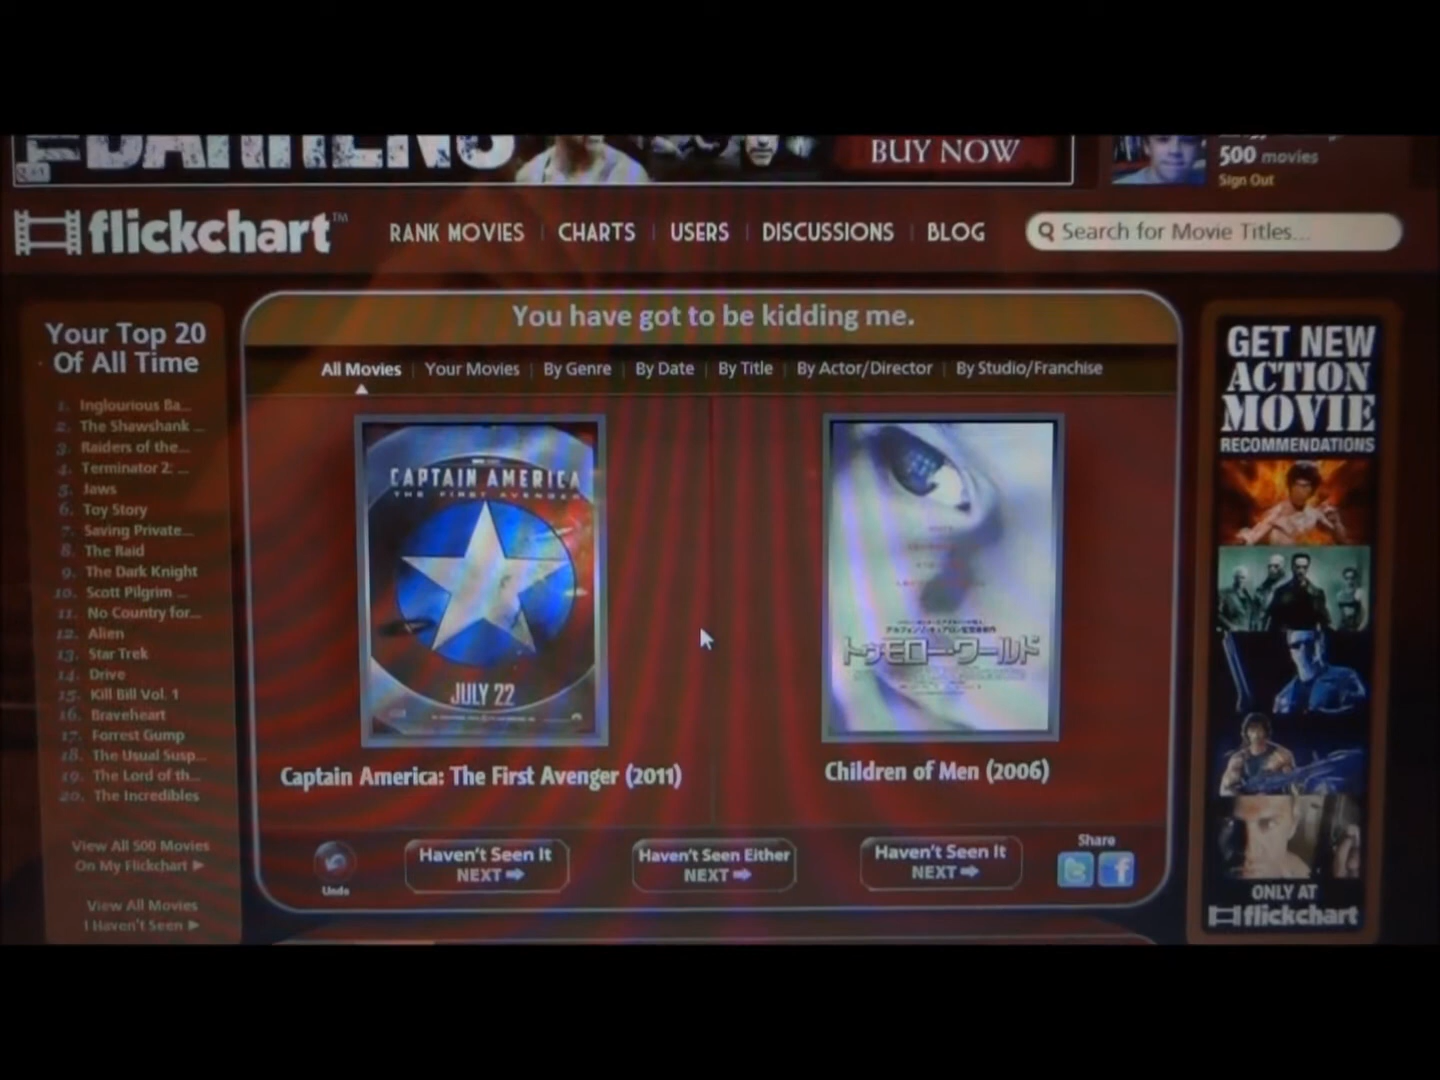 BUY NOW
500 movies
Sign Out
flickchart™
RANK MOVIES
CHARTS
USERS
DISCUSSIONS
BLOG
Search for Movie Titles...
Your Top 20
Of All Time
1. Inglourious Ba...
2. The Shawshank ...
3. Raiders of the...
4. Terminator 2: ...
5. Jaws
6. Toy Story
7. Saving Private...
8. The Raid
9. The Dark Knight
10. Scott Pilgrim ...
11. No Country for...
12. Alien
13. Star Trek
14. Drive
15. Kill Bill Vol. 1
16. Braveheart
17. Forrest Gump
18. The Usual Susp...
19. The Lord of th...
20. The Incredibles
View All 500 Movies
On My Flickchart
View All Movies
I Haven't Seen
You have got to be kidding me.
All Movies
Your Movies
By Genre
By Date
By Title
By Actor/Director
By Studio/Franchise
CAPTAIN AMERICA
THE FIRST AVENGER
JULY 22
Captain America: The First Avenger (2011)
トゥモロー・ワールド
Children of Men (2006)
Undo
Haven't Seen It
NEXT
Haven't Seen Either
NEXT
Haven't Seen It
NEXT
Share
GET NEW
ACTION
MOVIE
RECOMMENDATIONS
ONLY AT
flickchart